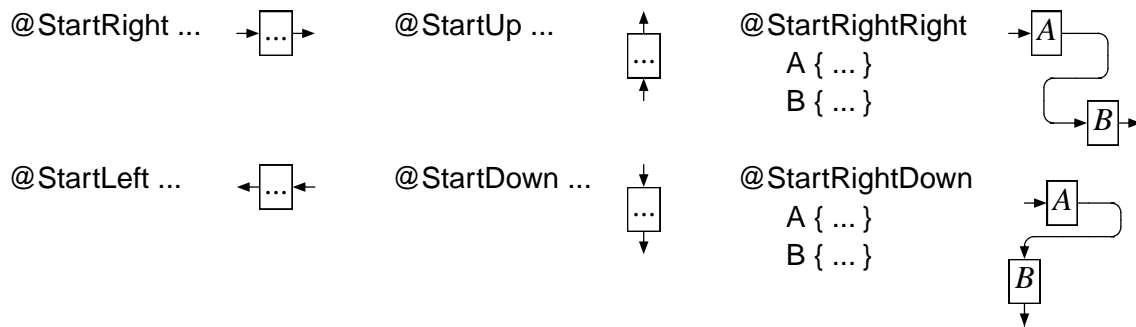 @StartRight ...
...
@StartUp ...
...
@StartRightRight
A { ... }
B { ... }
A
B
@StartLeft ...
...
@StartDown ...
...
@StartRightDown
A { ... }
B { ... }
A
B